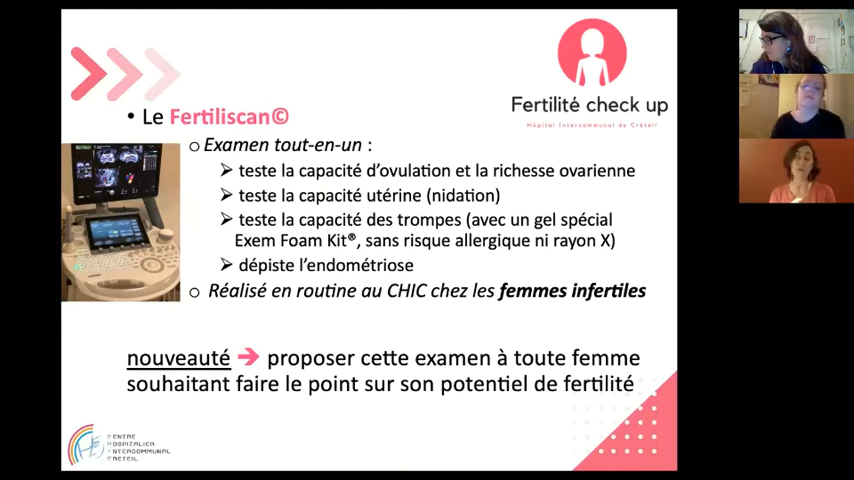 Fertilité check up
Hôpital Intercommunal de Créteil
• Le Fertiliscan©
o Examen tout-en-un :
➢ teste la capacité d'ovulation et la richesse ovarienne
➢ teste la capacité utérine (nidation)
➢ teste la capacité des trompes (avec un gel spécial
Exem Foam Kit®, sans risque allergique ni rayon X)
➢ dépiste l'endométriose
o Réalisé en routine au CHIC chez les femmes infertiles
nouveauté ➔ proposer cette examen à toute femme
souhaitant faire le point sur son potentiel de fertilité
CENTRE
HOSPITALIER
INTERCOMMUNAL
CRETEIL